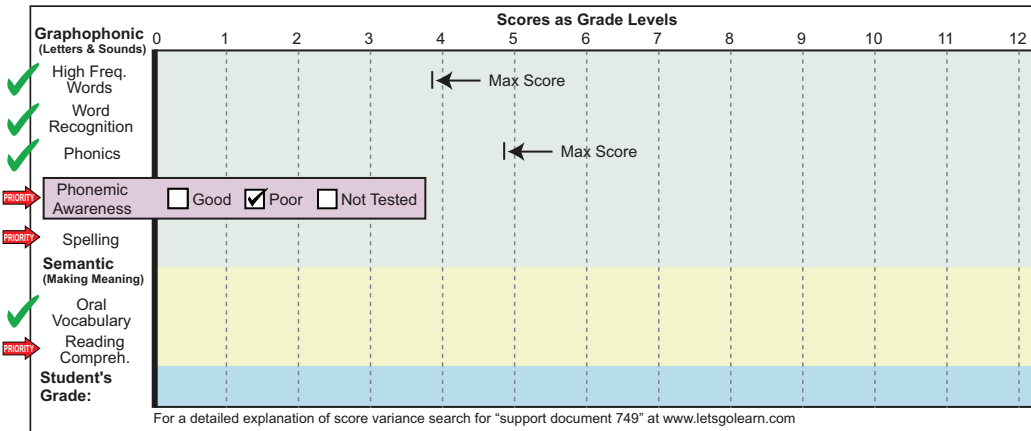 Scores as Grade Levels
Graphophonic
(Letters & Sounds)
0 1 2 3 4 5 6 7 8 9 10 11 12
High Freq.
Words
Max Score
Word
Recognition
Phonics
Max Score
PRIORITY
Phonemic
Awareness
Good Poor Not Tested
PRIORITY
Spelling
Semantic
(Making Meaning)
Oral
Vocabulary
PRIORITY
Reading
Compreh.
Student's
Grade:
For a detailed explanation of score variance search for “support document 749” at www.letsgolearn.com